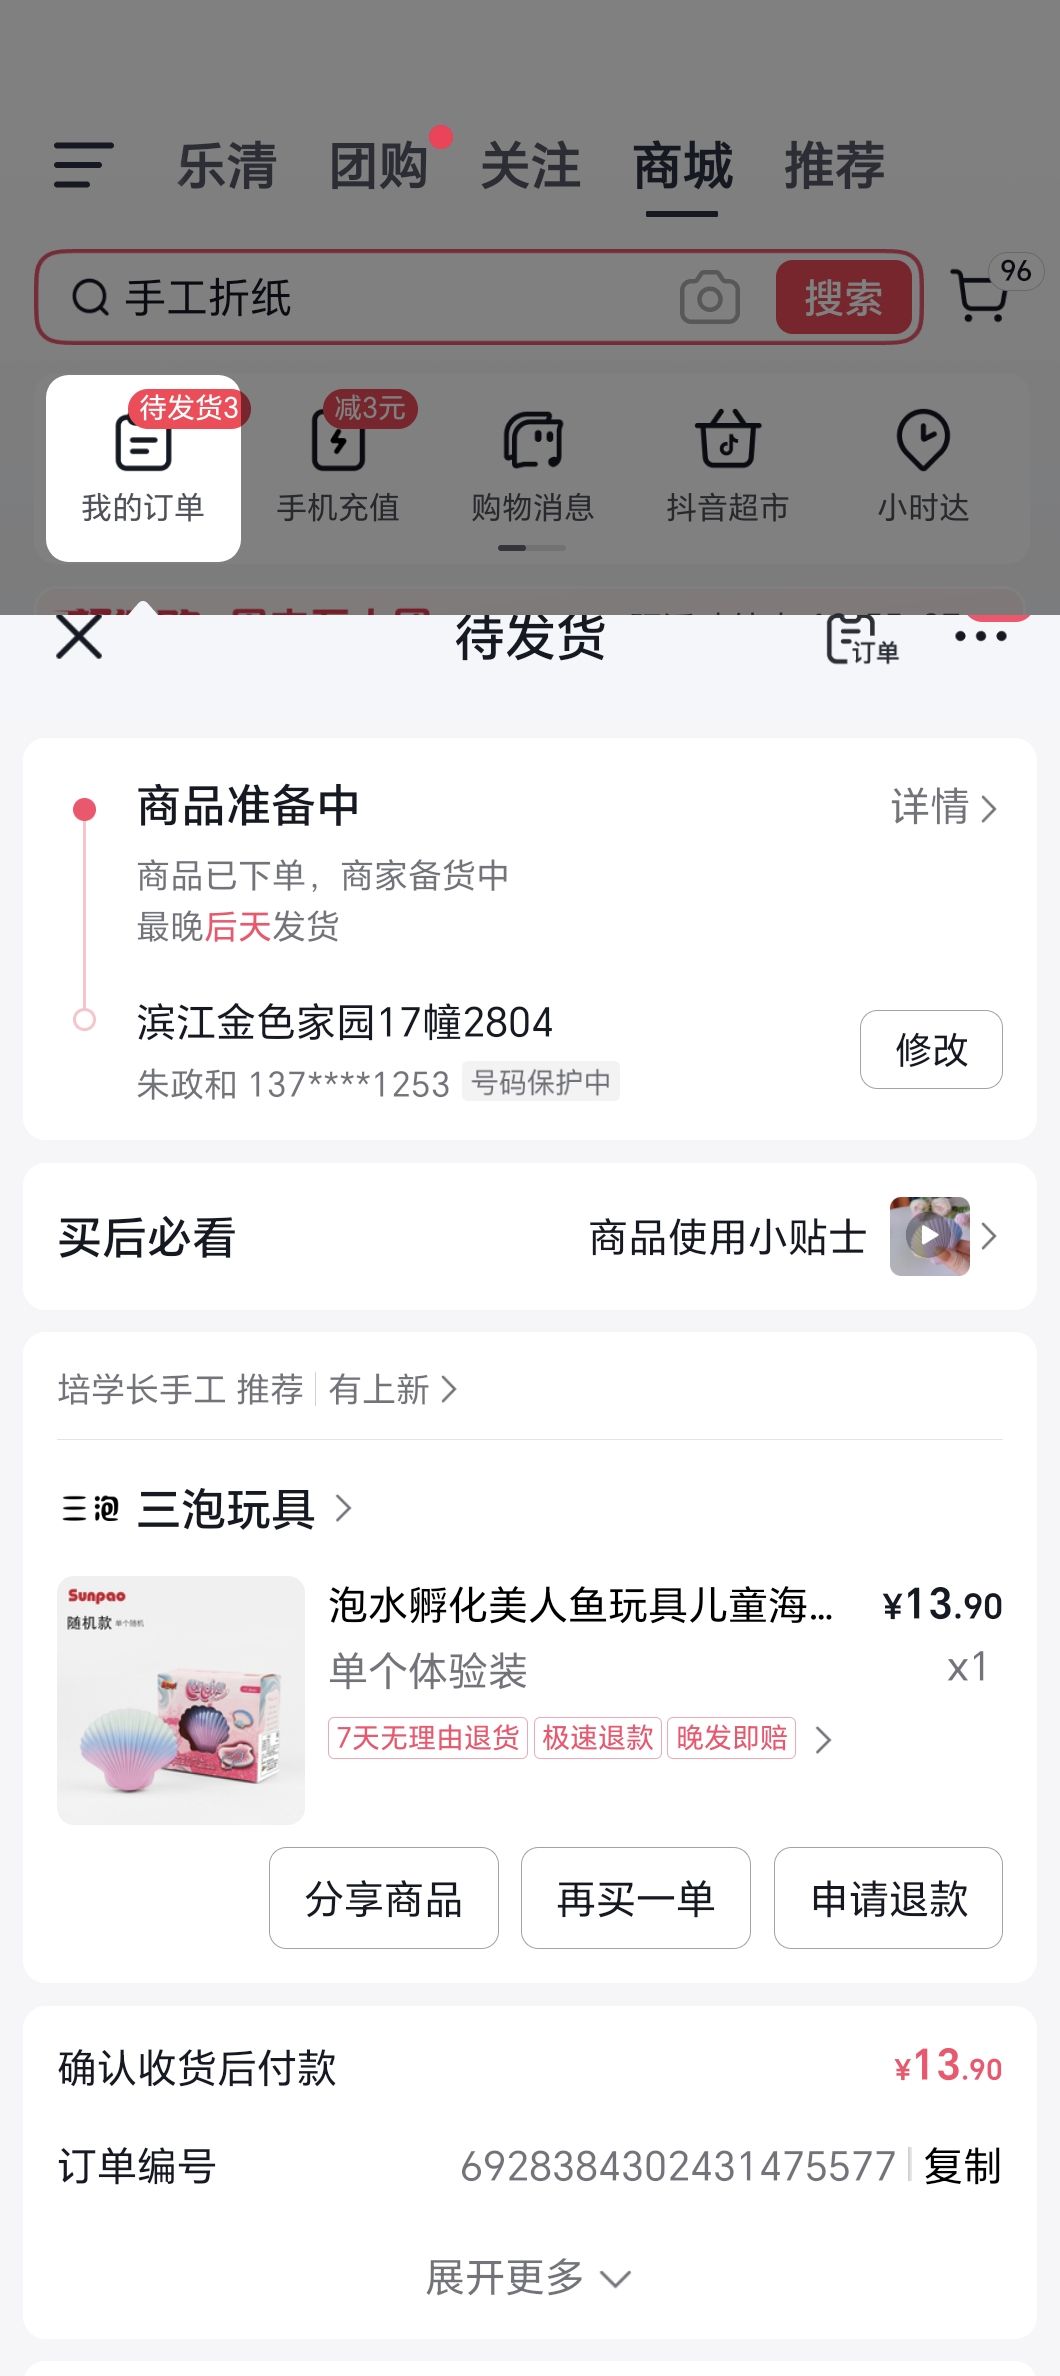 乐清 团购 关注 商城 推荐
手工折纸 搜索 96
待发货3 减3元
我的订单 手机充值 购物消息 抖音超市 小时达
待发货 订单
商品准备中 详情
商品已下单，商家备货中
最晚后天发货
滨江金色家园17幢2804
修改
朱政和 137****1253 号码保护中
买后必看 商品使用小贴士
培学长手工 推荐 有上新
三泡 三泡玩具
Sunpao
随机款 单个随机
泡水孵化美人鱼玩具儿童海... ¥13.90
单个体验装 x1
7天无理由退货 极速退款 晚发即赔
分享商品 再买一单 申请退款
确认收货后付款 ¥13.90
订单编号 6928384302431475577 复制
展开更多